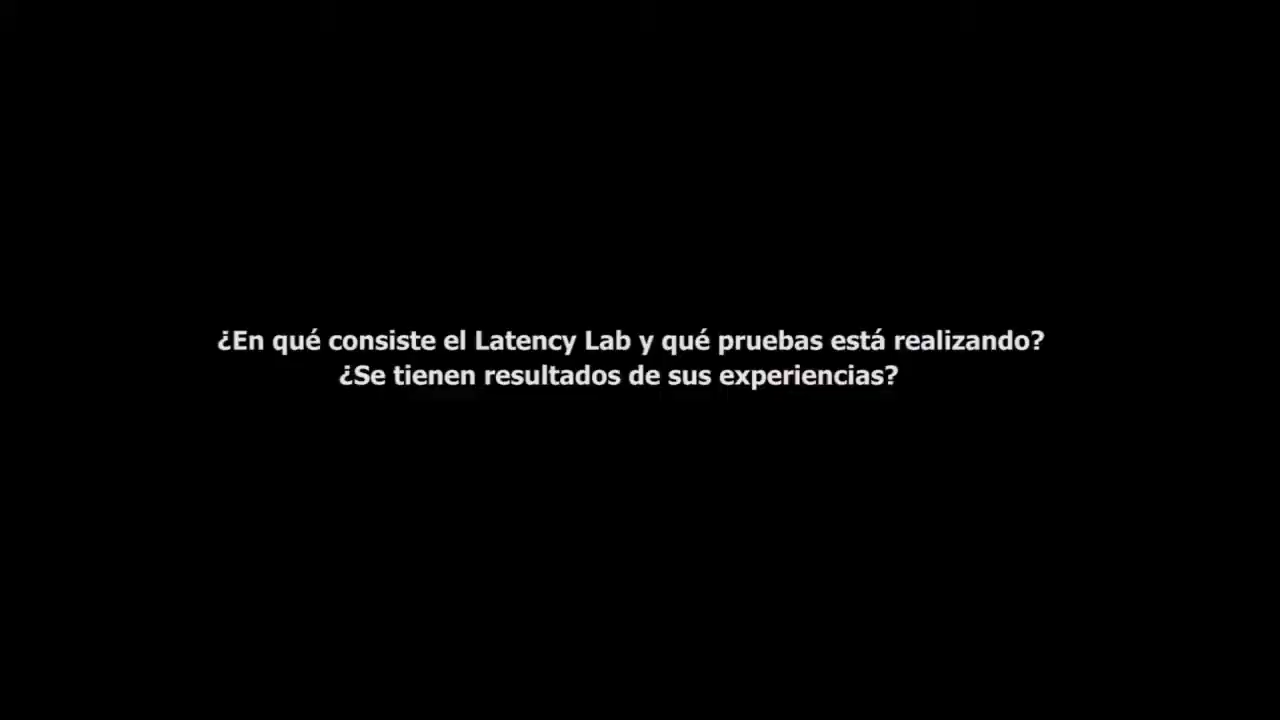 ¿En qué consiste el Latency Lab y qué pruebas está realizando?
¿Se tienen resultados de sus experiencias?